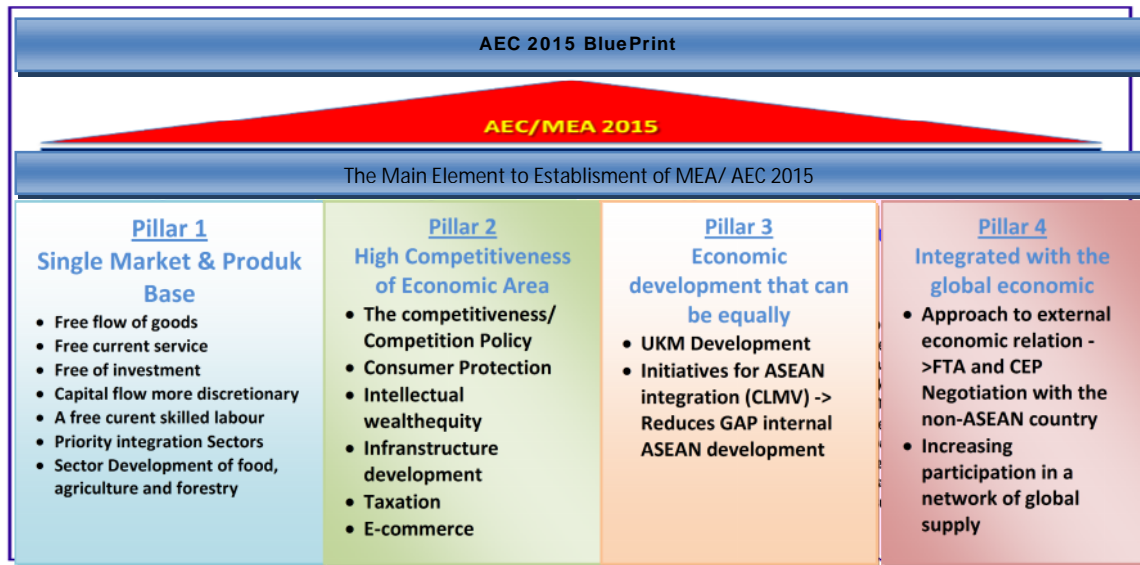 AEC 2015 BluePrint
AEC/MEA 2015
The Main Element to Establisment of MEA/ AEC 2015
Pillar 1
Single Market & Produk
Base
• Free flow of goods
• Free current service
• Free of investment
• Capital flow more discretionary
• A free curent skilled labour
• Priority integration Sectors
• Sector Development of food,
agriculture and forestry
Pillar 2
High Competitiveness
of Economic Area
• The competitiveness/
Competition Policy
• Consumer Protection
• Intellectual
wealthequity
• Infrastructure
development
• Taxation
• E-commerce
Pillar 3
Economic
development that can
be equally
• UKM Development
• Initiatives for ASEAN
integration (CLMV) ->
Reduces GAP internal
ASEAN development
Pillar 4
Integrated with the
global economic
• Approach to external
economic relation -
>FTA and CEP
Negotiation with the
non-ASEAN country
• Increasing
participation in a
network of global
supply